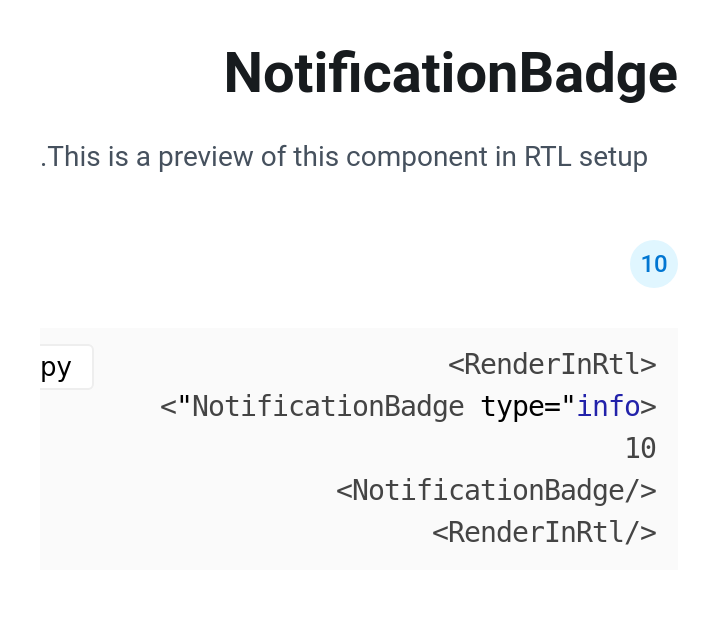 NotificationBadge
.This is a preview of this component in RTL setup
10
py
<RenderInRtl>
<"NotificationBadge type="info>
10
<NotificationBadge/>
<RenderInRtl/>